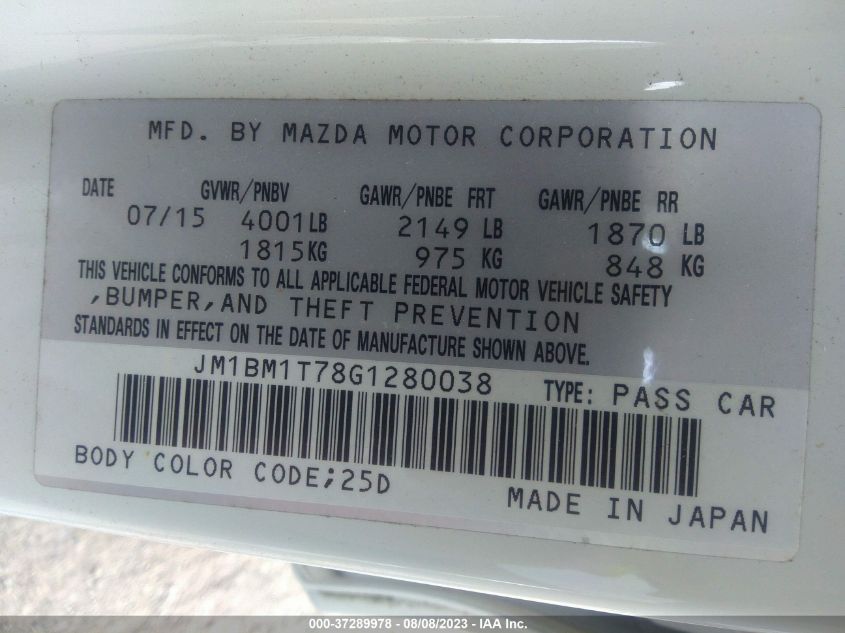 MFD. BY MAZDA MOTOR CORPORATION
DATE GVWR/PNBV GAWR/PNBE FRT GAWR/PNBE RR
07/15 4001LB 2149 LB 1870 LB
1815KG 975 KG 848 KG
THIS VEHICLE CONFORMS TO ALL APPLICABLE FEDERAL MOTOR VEHICLE SAFETY
,BUMPER,AND THEFT PREVENTION
STANDARDS IN EFFECT ON THE DATE OF MANUFACTURE SHOWN ABOVE.
JM1BM1T78G1280038 TYPE: PASS CAR
BODY COLOR CODE;25D
MADE IN JAPAN
000-37289978 - 08/08/2023 - IAA Inc.